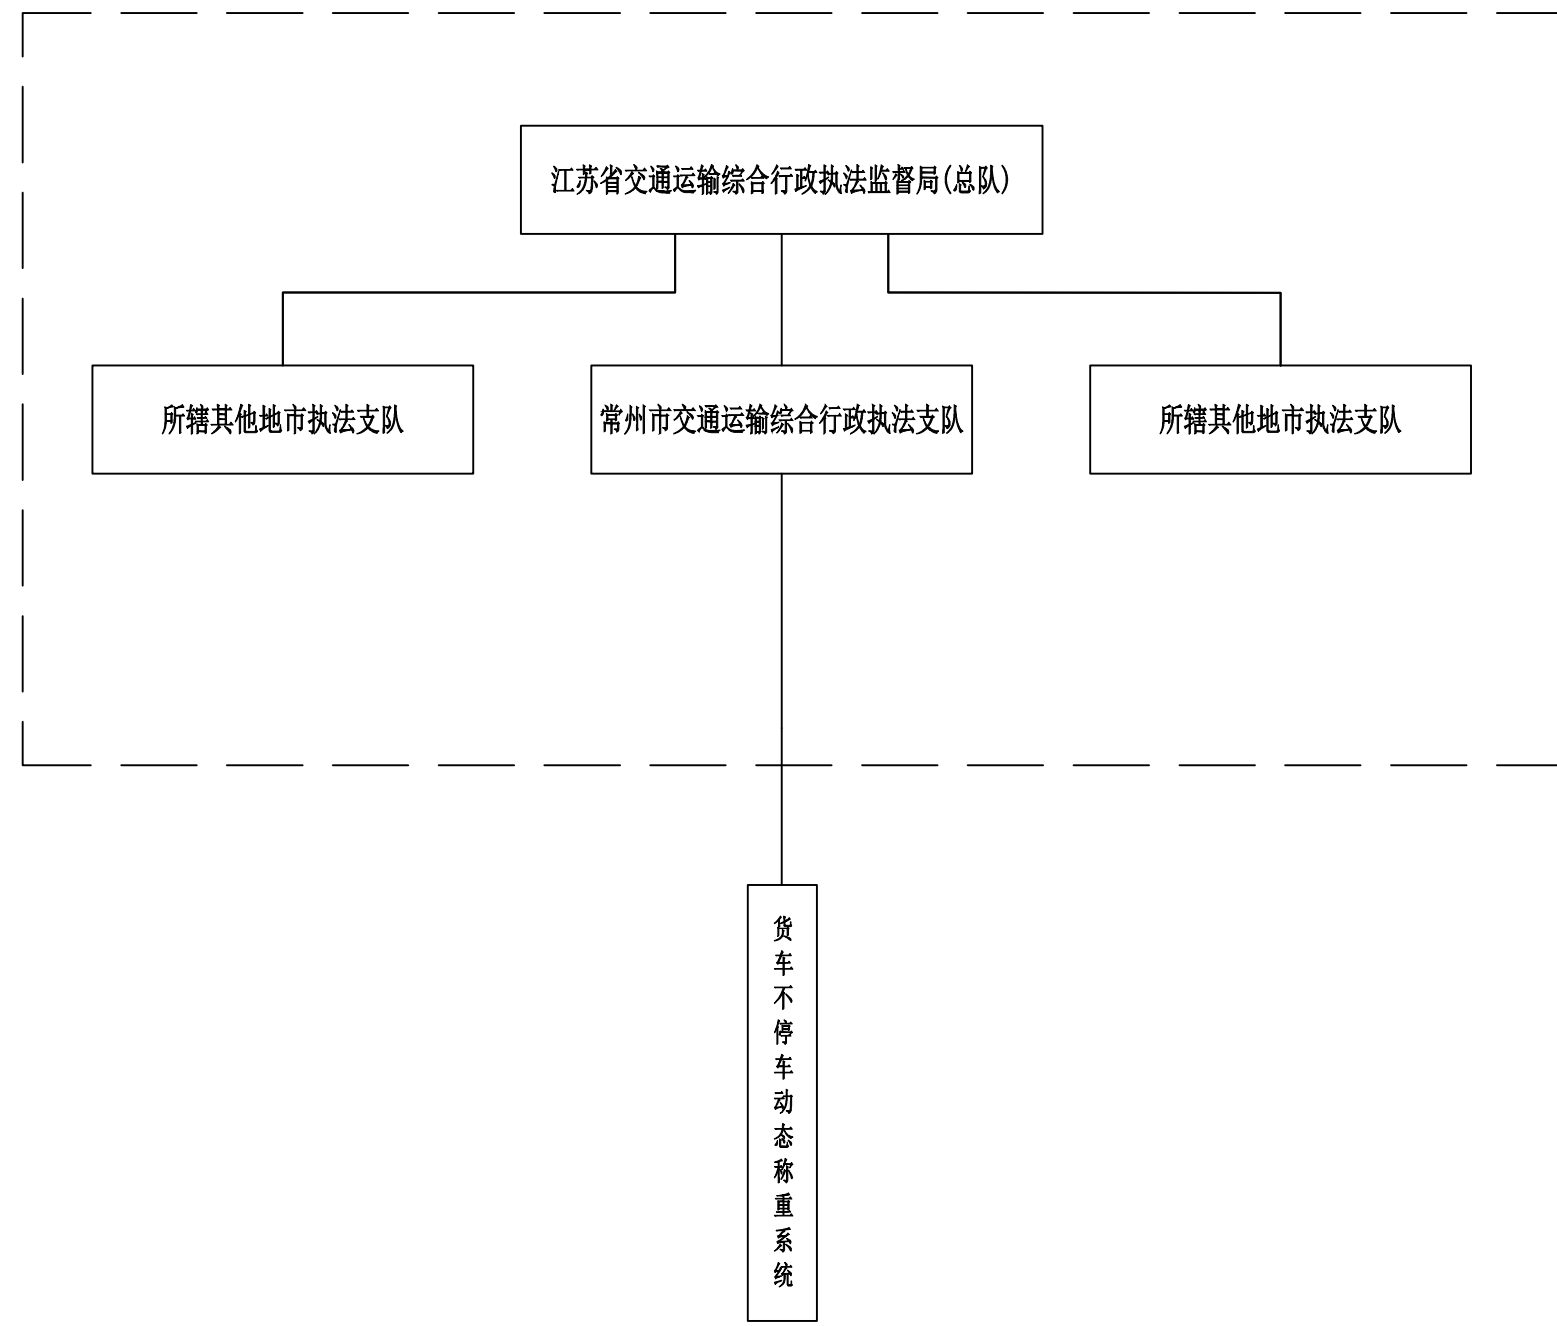 江苏省交通运输综合行政执法监督局(总队)
所辖其他地市执法支队
常州市交通运输综合行政执法支队
所辖其他地市执法支队
货车不停车动态称重系统